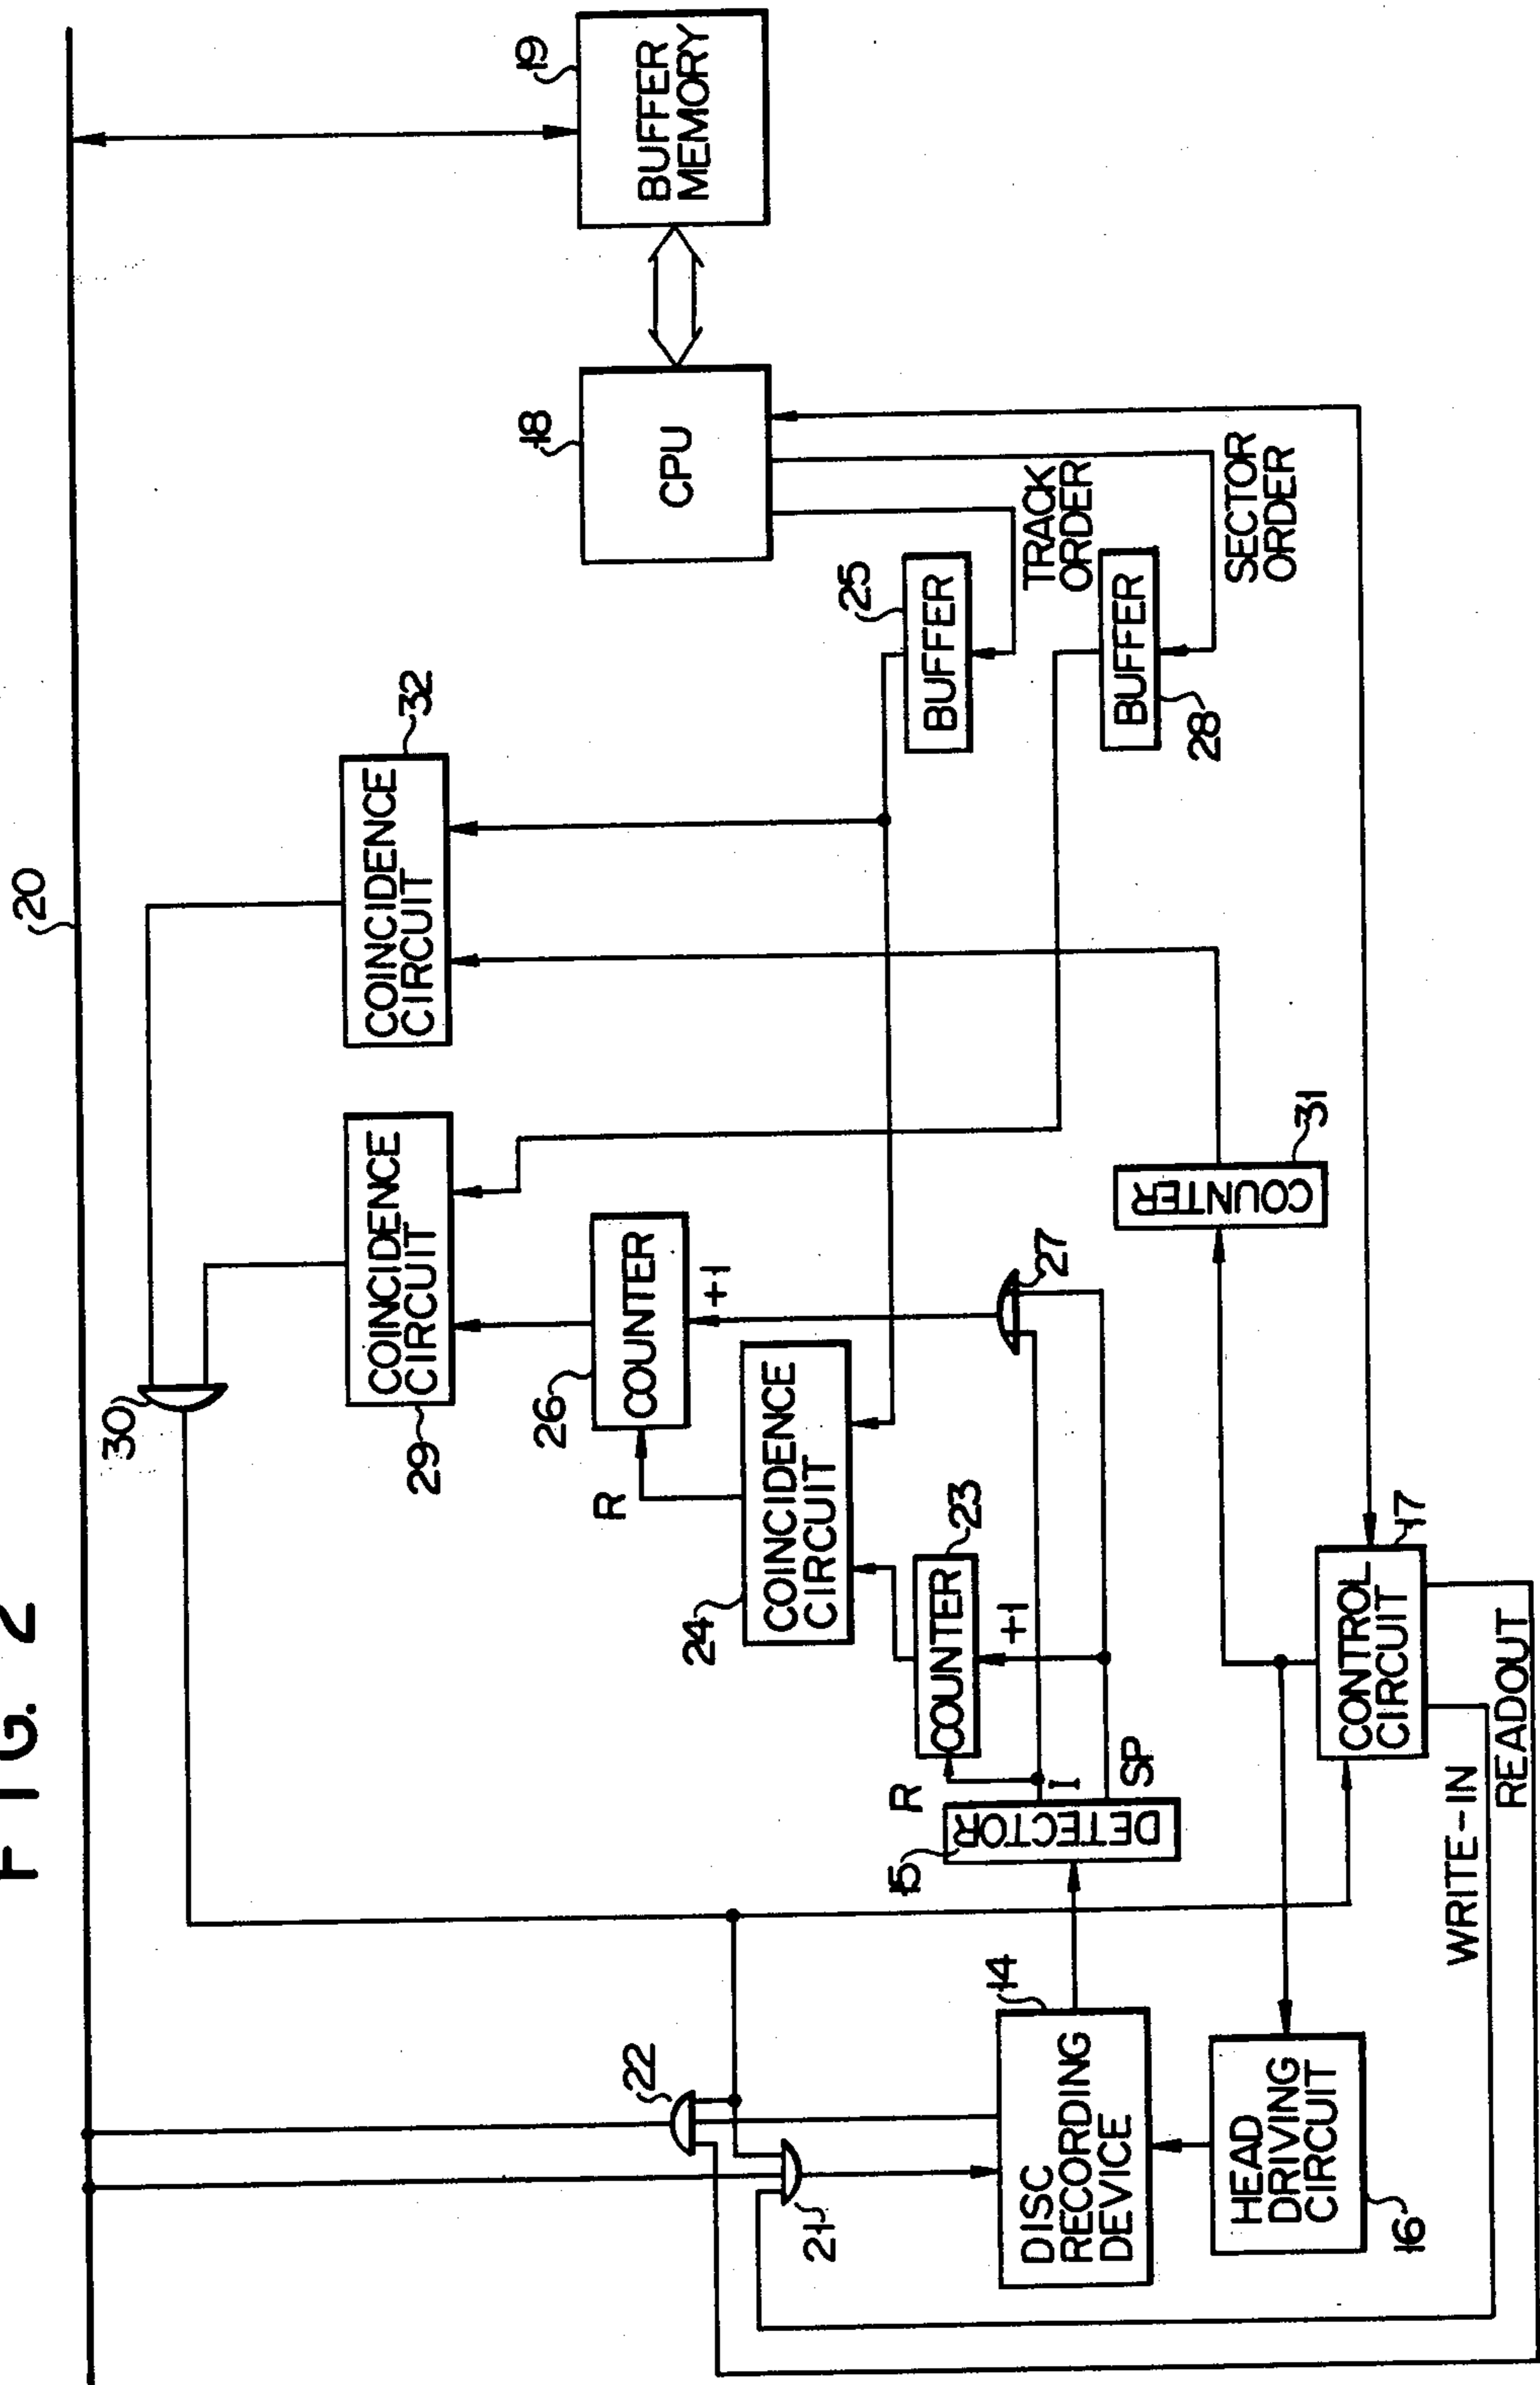 FIG. 2
20
30
COINCIDENCE
CIRCUIT
29
COINCIDENCE
CIRCUIT
32
BUFFER
MEMORY
19
CPU
18
COUNTER
26
R
+1
COINCIDENCE
CIRCUIT
24
COUNTER
23
R
+1
27
BUFFER
25
TRACK
ORDER
BUFFER
28
SECTOR
ORDER
22
21
DISC
RECORDING
DEVICE
14
DETECTOR
15
I
SP
COUNTER
31
HEAD
DRIVING
CIRCUIT
16
CONTROL
CIRCUIT
17
WRITE-IN
READOUT